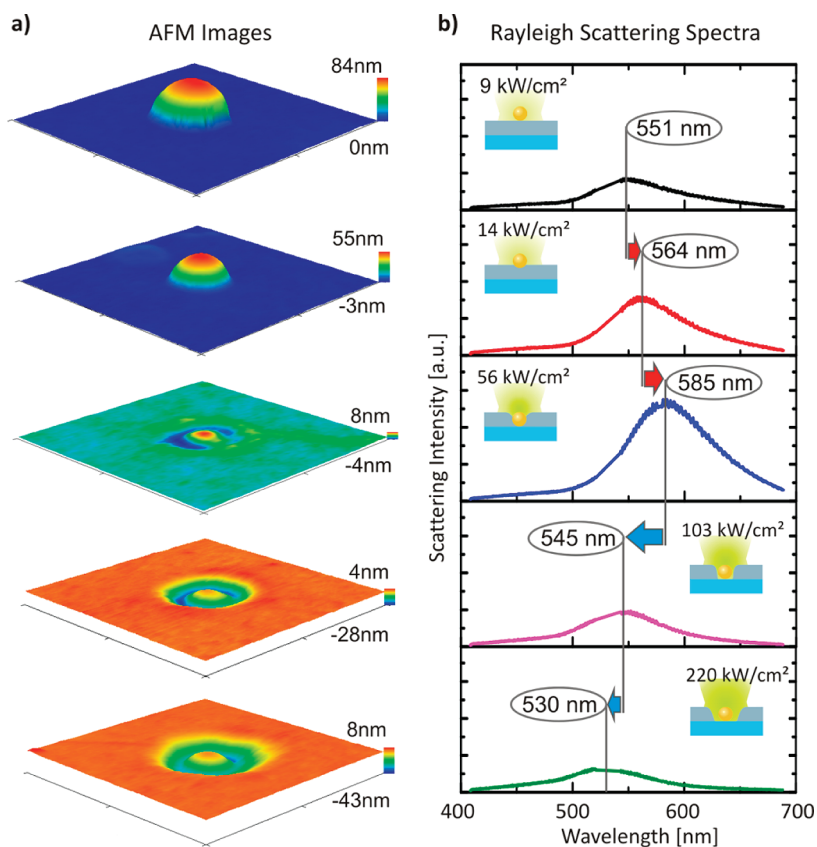 a)
AFM Images
84nm
0nm
55nm
-3nm
8nm
-4nm
4nm
-28nm
8nm
-43nm
b)
Rayleigh Scattering Spectra
9 kW/cm²
551 nm
14 kW/cm²
564 nm
56 kW/cm²
585 nm
545 nm
103 kW/cm²
530 nm
220 kW/cm²
Scattering Intensity [a.u.]
400 500 600 700
Wavelength [nm]